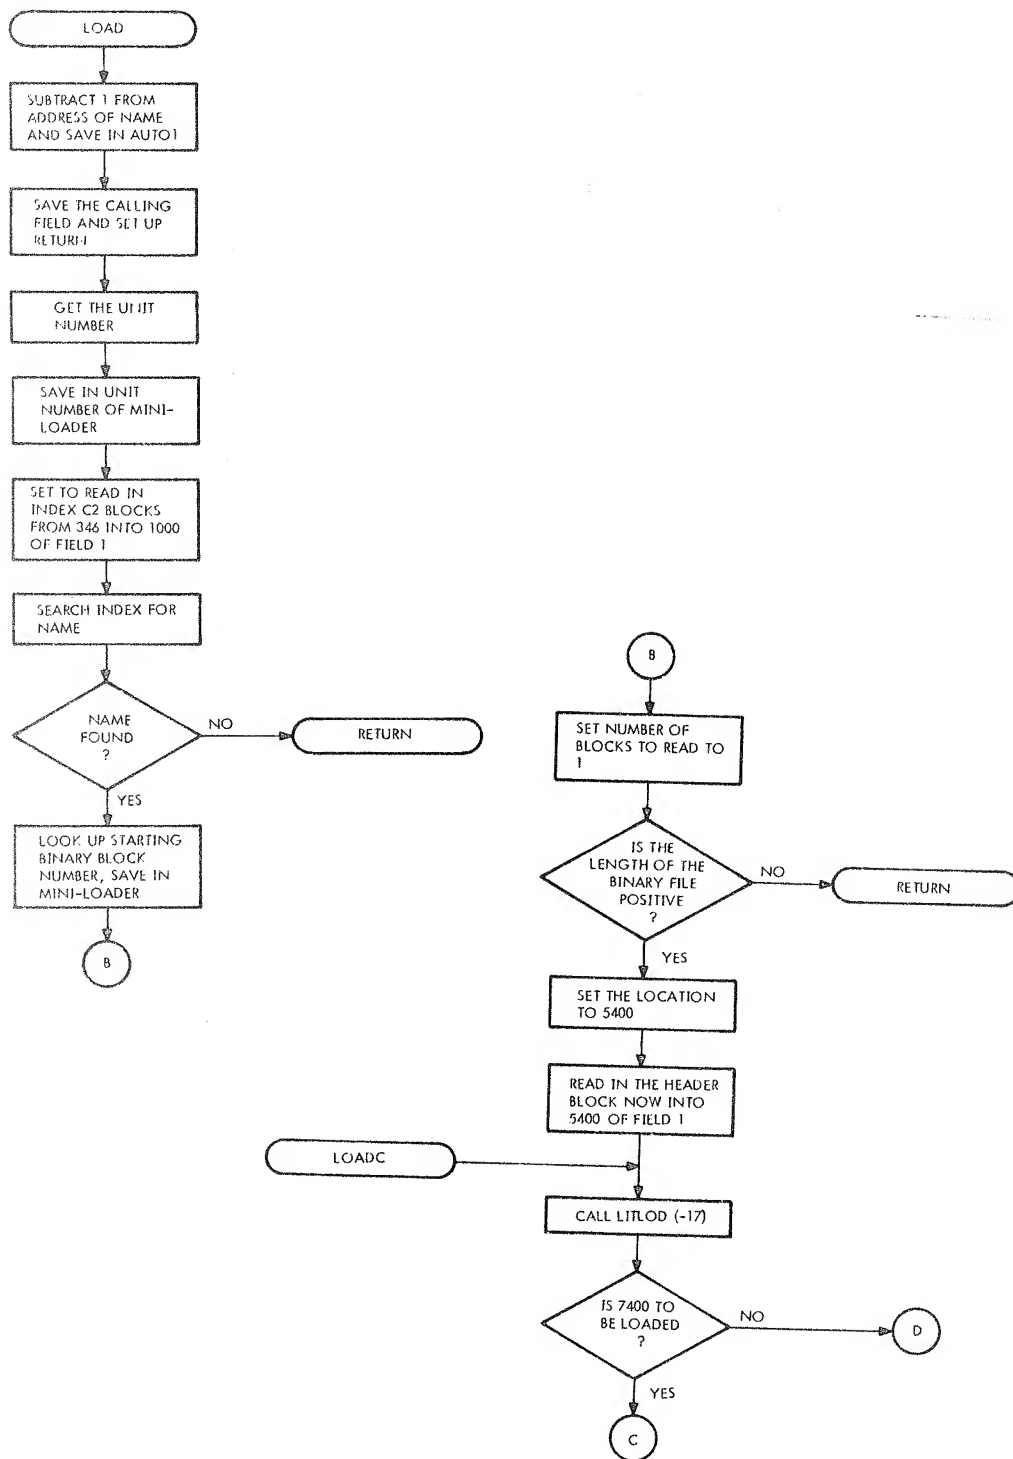 LOAD
SUBTRACT 1 FROM
ADDRESS OF NAME
AND SAVE IN AUTO1
SAVE THE CALLING
FIELD AND SET UP
RETURN
GET THE UNIT
NUMBER
SAVE IN UNIT
NUMBER OF MINI-
LOADER
SET TO READ IN
INDEX C2 BLOCKS
FROM 346 INTO 1000
OF FIELD 1
SEARCH INDEX FOR
NAME
NAME
FOUND
?
NO
RETURN
YES
LOOK UP STARTING
BINARY BLOCK
NUMBER, SAVE IN
MINI-LOADER
B
B
SET NUMBER OF
BLOCKS TO READ TO
1
IS THE
LENGTH OF THE
BINARY FILE
POSITIVE
?
NO
RETURN
YES
SET THE LOCATION
TO 5400
READ IN THE HEADER
BLOCK NOW INTO
5400 OF FIELD 1
LOADC
CALL LITLOD (-17)
IS 7400 TO
BE LOADED
?
NO
D
YES
C